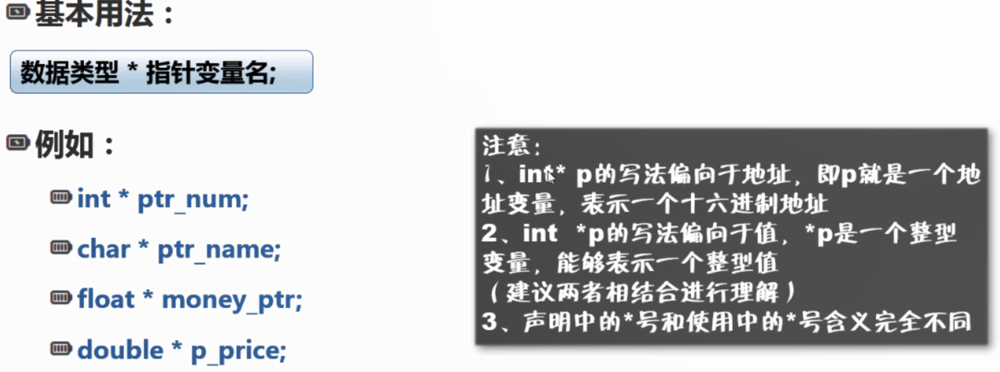 基本用法：
数据类型 * 指针变量名;
例如：
int * ptr_num;
char * ptr_name;
float * money_ptr;
double * p_price;
注意：
1、int* p的写法偏向于地址，即p就是一个地
址变量，表示一个十六进制地址
2、int *p的写法偏向于值，*p是一个整型
变量，能够表示一个整型值
（建议两者相结合进行理解）
3、声明中的*号和使用中的*号含义完全不同